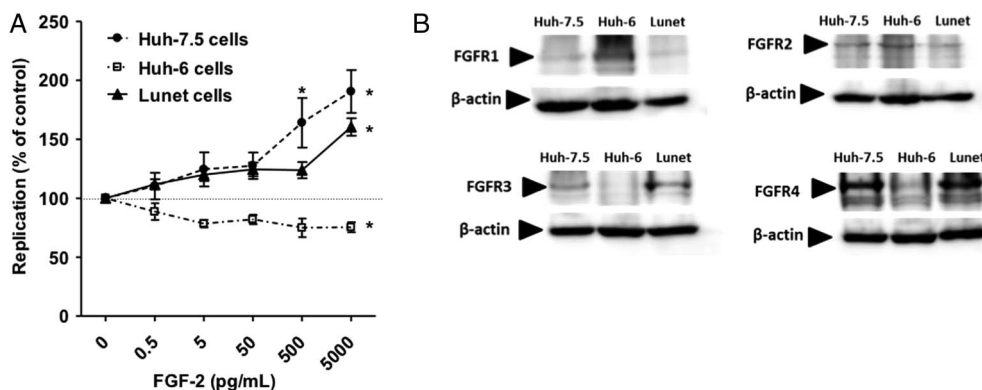 A
Replication (% of control)
250
200
150
100
50
0
Huh-7.5 cells
Huh-6 cells
Lunet cells
*
*
*
*
0
0.5
5
50
500
5000
FGF-2 (pg/mL)
B
Huh-7.5 Huh-6 Lunet
FGFR1
β-actin
Huh-7.5 Huh-6 Lunet
FGFR2
β-actin
Huh-7.5 Huh-6 Lunet
FGFR3
β-actin
Huh-7.5 Huh-6 Lunet
FGFR4
β-actin